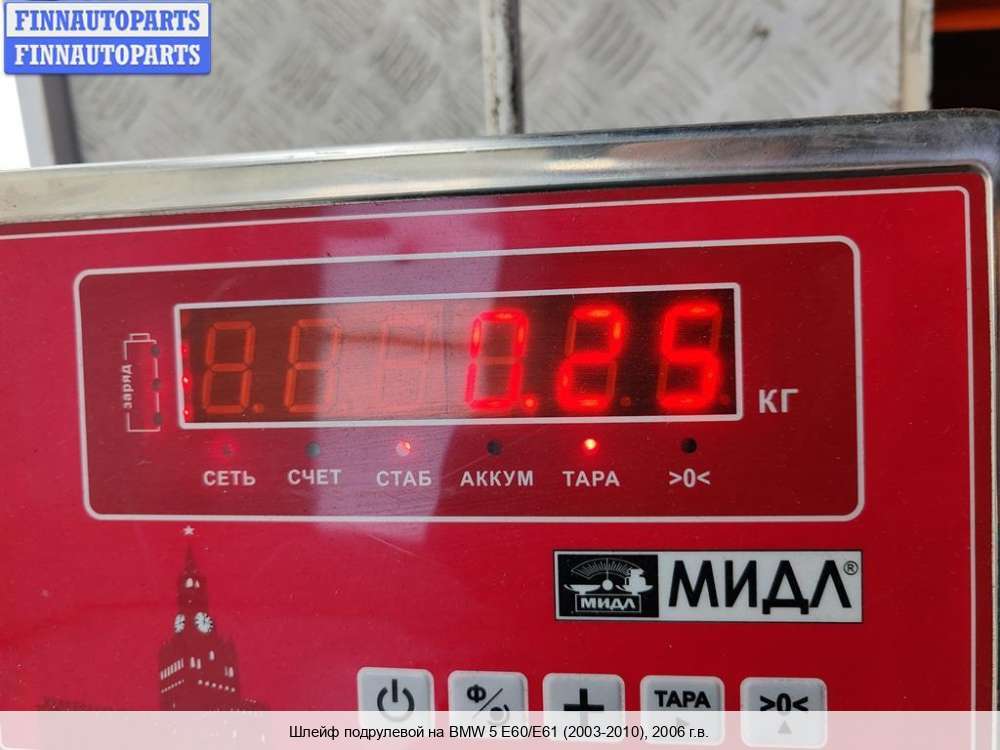 FINNAUTOPARTS
FINNAUTOPARTS
заряд
0.25
КГ
СЕТЬ СЧЕТ СТАБ АККУМ ТАРА >0<
МИДЛ МИДЛ®
Ф ТАРА >0<
Шлейф подрулевой на BMW 5 E60/E61 (2003-2010), 2006 г.в.